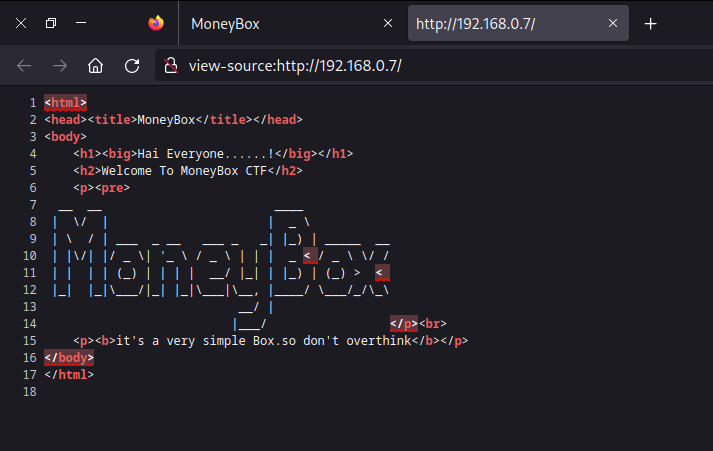 MoneyBox
http://192.168.0.7/
view-source:http://192.168.0.7/
1 <html>
2 <head><title>MoneyBox</title></head>
3 <body>
4     <h1><big>Hai Everyone......!</big></h1>
5     <h2>Welcome To MoneyBox CTF</h2>
6     <p><pre>
7   __  __                       ____
8  |  \/  |                     |  _ \
9  | \  / | ___  _ __   ___ _   _| |_) | _____  __
10  | |\/| |/ _ \| '_ \ / _ \ | | |  _ < / _ \ \/ /
11  | |  | | (_) | | | |  __/ |_| | |_) | (_) >  <
12  |_|  |_|\___/|_| |_|\___|\__, |____/ \___/_/\_\
13                         __/ |
14                        |___/                </p><br>
15     <p><b>it's a very simple Box.so don't overthink</b></p>
16 </body>
17 </html>
18